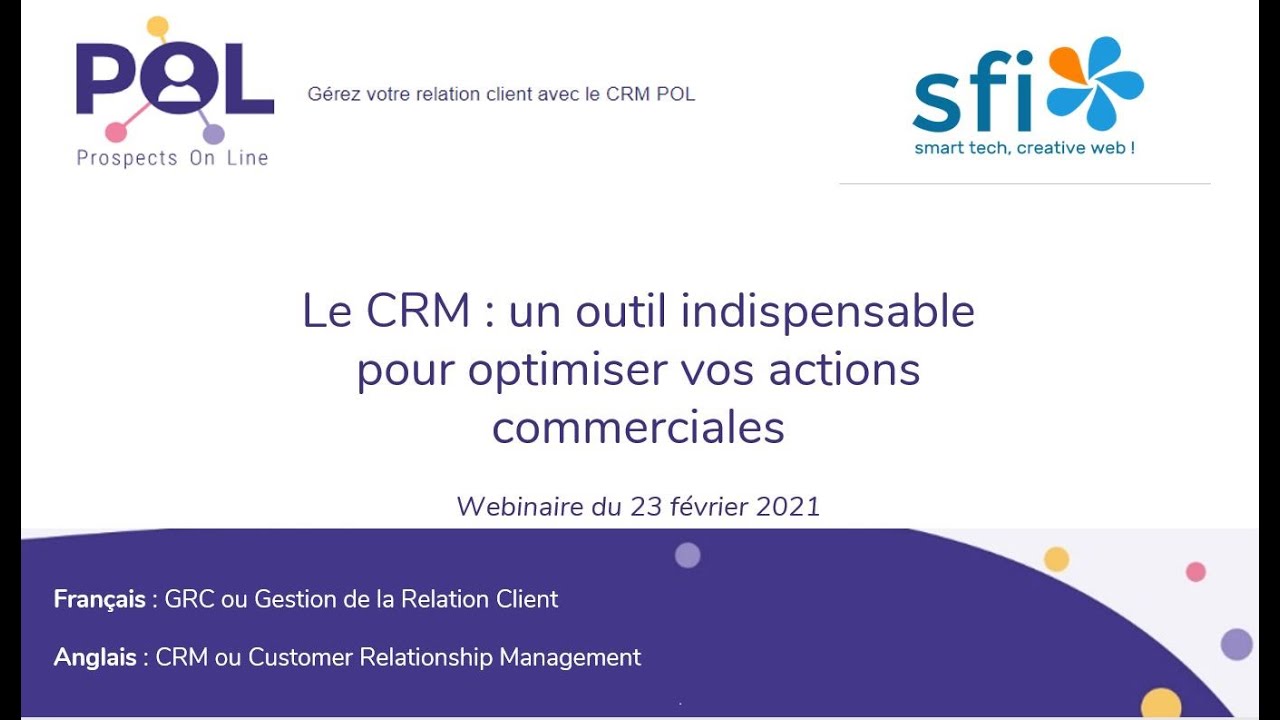 POL
Prospects On Line
Gérez votre relation client avec le CRM POL
sfi
smart tech, creative web !
Le CRM : un outil indispensable
pour optimiser vos actions
commerciales
Webinaire du 23 février 2021
Français : GRC ou Gestion de la Relation Client
Anglais : CRM ou Customer Relationship Management
.